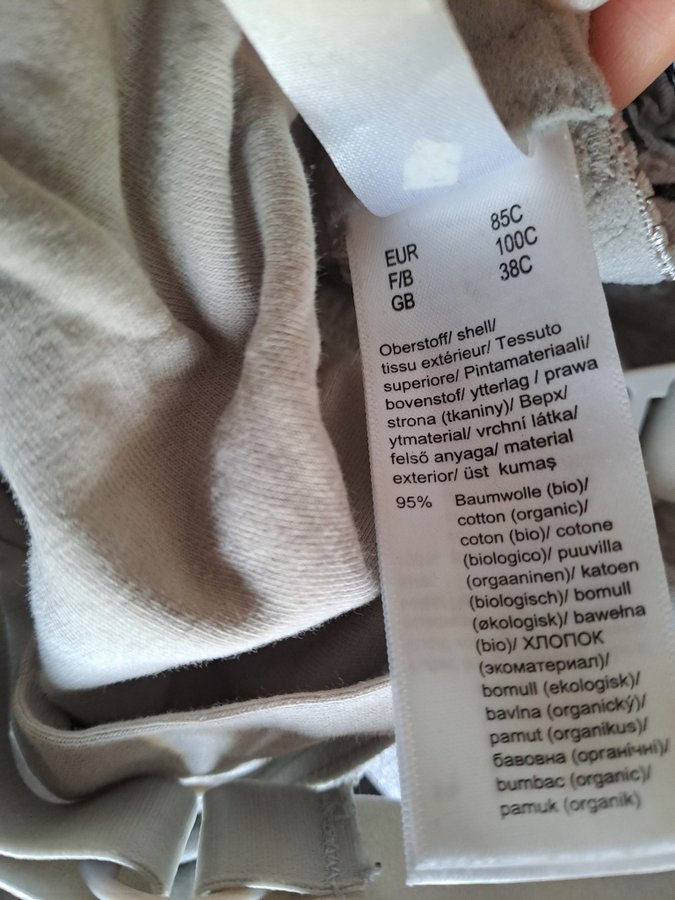 EUR 85C
F/B 100C
GB 38C
Oberstoff/ shell/
tissu extérieur/ Tessuto
superiore/ Pintamateriaali/
bovenstof/ ytterlag / prawa
strona (tkaniny)/ Верх/
ytmaterial/ vrchní látka/
felső anyaga/ material
exterior/ üst kumaş
95% Baumwolle (bio)/
cotton (organic)/
coton (bio)/ cotone
(biologico)/ puuvilla
(orgaaninen)/ katoen
(biologisch)/ bomull
(økologisk)/ bawełna
(bio)/ ХЛОПОК
(экоматериал)/
bomull (ekologisk)/
bavlna (organický)/
pamut (organikus)/
бавовна (органічні)/
bumbac (organic)/
pamuk (organik)